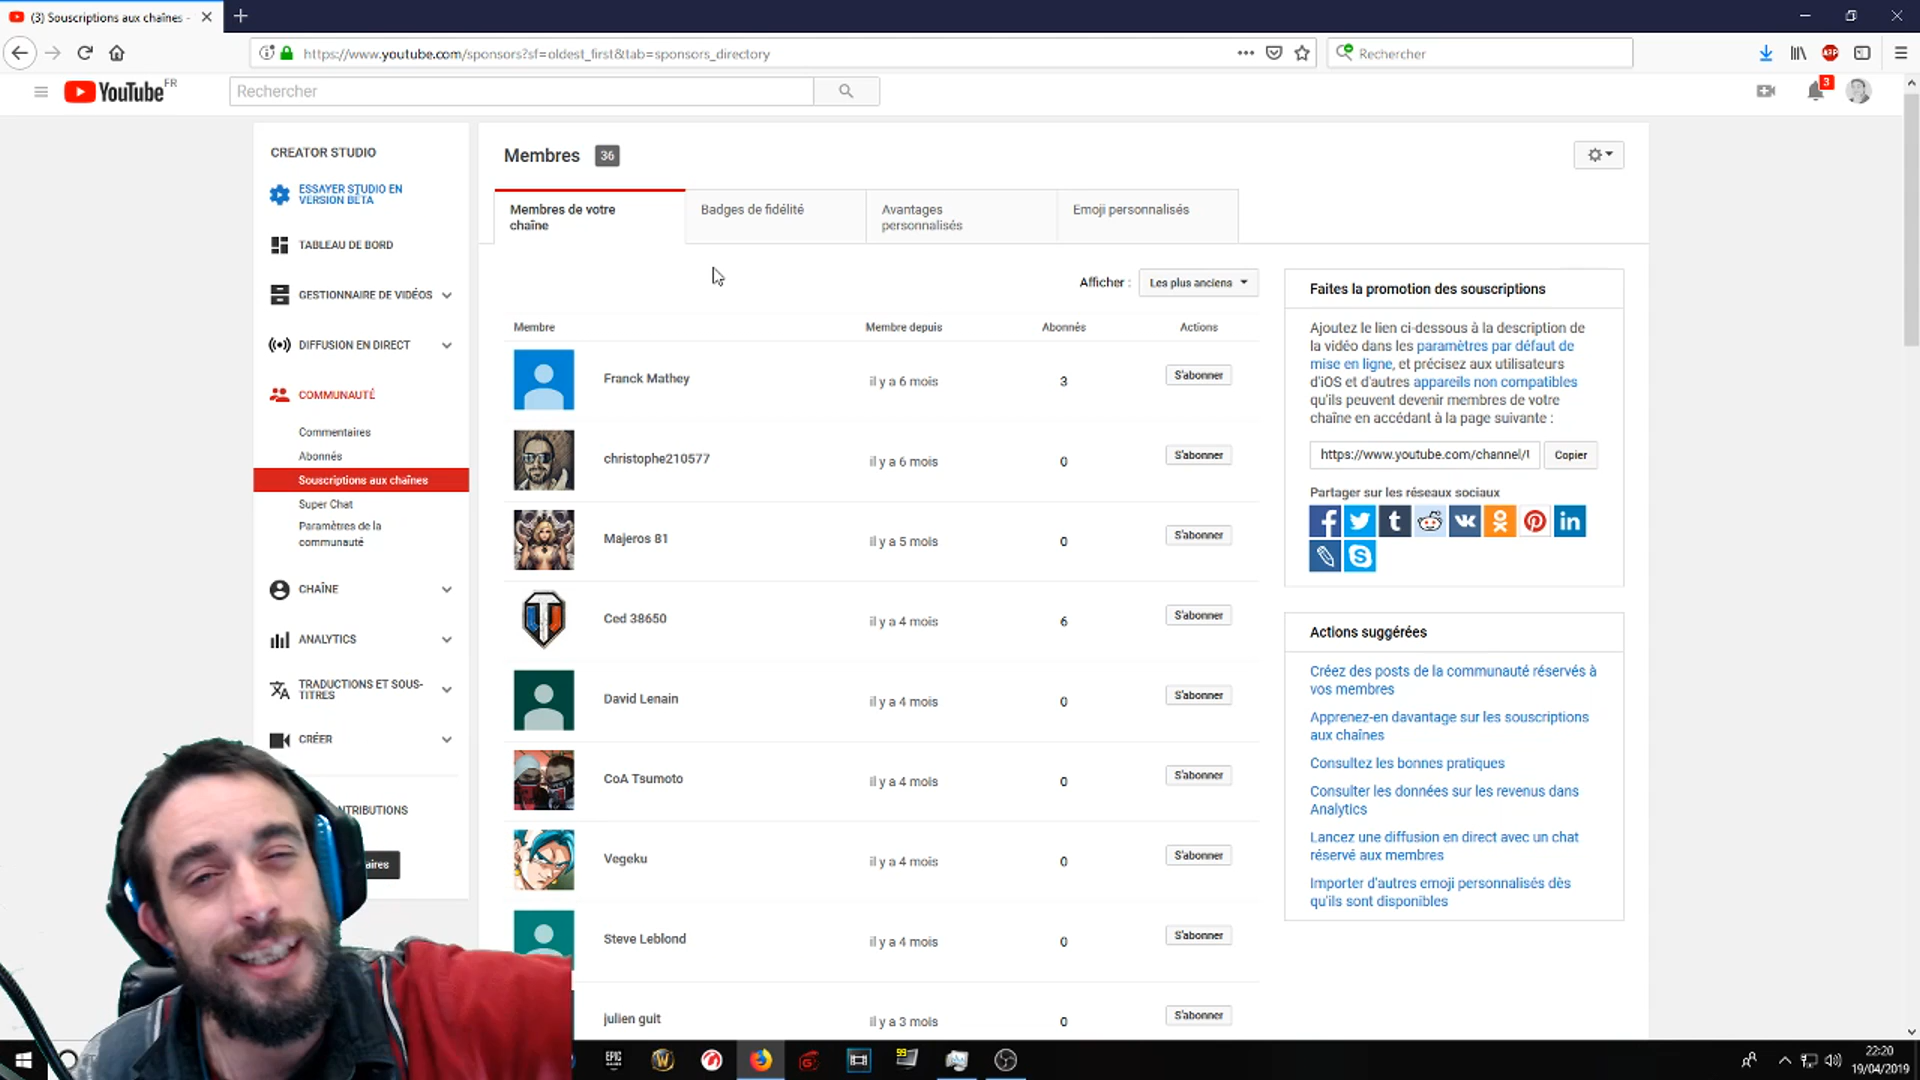 (3) Souscriptions aux chaînes -
https://www.youtube.com/sponsors?sf=oldest_first&tab=sponsors_directory
Rechercher
YouTube FR
Rechercher
3
CREATOR STUDIO
ESSAYER STUDIO EN
VERSION BÊTA
TABLEAU DE BORD
GESTIONNAIRE DE VIDÉOS
DIFFUSION EN DIRECT
COMMUNAUTÉ
Commentaires
Abonnés
Souscriptions aux chaînes
Super Chat
Paramètres de la
communauté
CHAÎNE
ANALYTICS
TRADUCTIONS ET SOUS-
TITRES
CRÉER
Membres 36
Membres de votre
chaîne
Badges de fidélité
Avantages
personnalisés
Emoji personnalisés
Afficher : Les plus anciens
Membre Membre depuis Abonnés Actions
Franck Mathey il y a 6 mois 3 S'abonner
christophe210577 il y a 6 mois 0 S'abonner
Majeros 81 il y a 5 mois 0 S'abonner
Ced 38650 il y a 4 mois 6 S'abonner
David Lenain il y a 4 mois 0 S'abonner
CoA Tsumoto il y a 4 mois 0 S'abonner
Vegeku il y a 4 mois 0 S'abonner
Steve Leblond il y a 4 mois 0 S'abonner
julien guit il y a 3 mois 0 S'abonner
Faites la promotion des souscriptions
Ajoutez le lien ci-dessous à la description de
la vidéo dans les paramètres par défaut de
mise en ligne, et précisez aux utilisateurs
d'iOS et d'autres appareils non compatibles
qu'ils peuvent devenir membres de votre
chaîne en accédant à la page suivante :
https://www.youtube.com/channel/
Copier
Partager sur les réseaux sociaux
Actions suggérées
Créez des posts de la communauté réservés à
vos membres
Apprenez-en davantage sur les souscriptions
aux chaînes
Consultez les bonnes pratiques
Consulter les données sur les revenus dans
Analytics
Lancez une diffusion en direct avec un chat
réservé aux membres
Importer d'autres emoji personnalisés dès
qu'ils sont disponibles
EPIC
99
22:20
19/04/2019